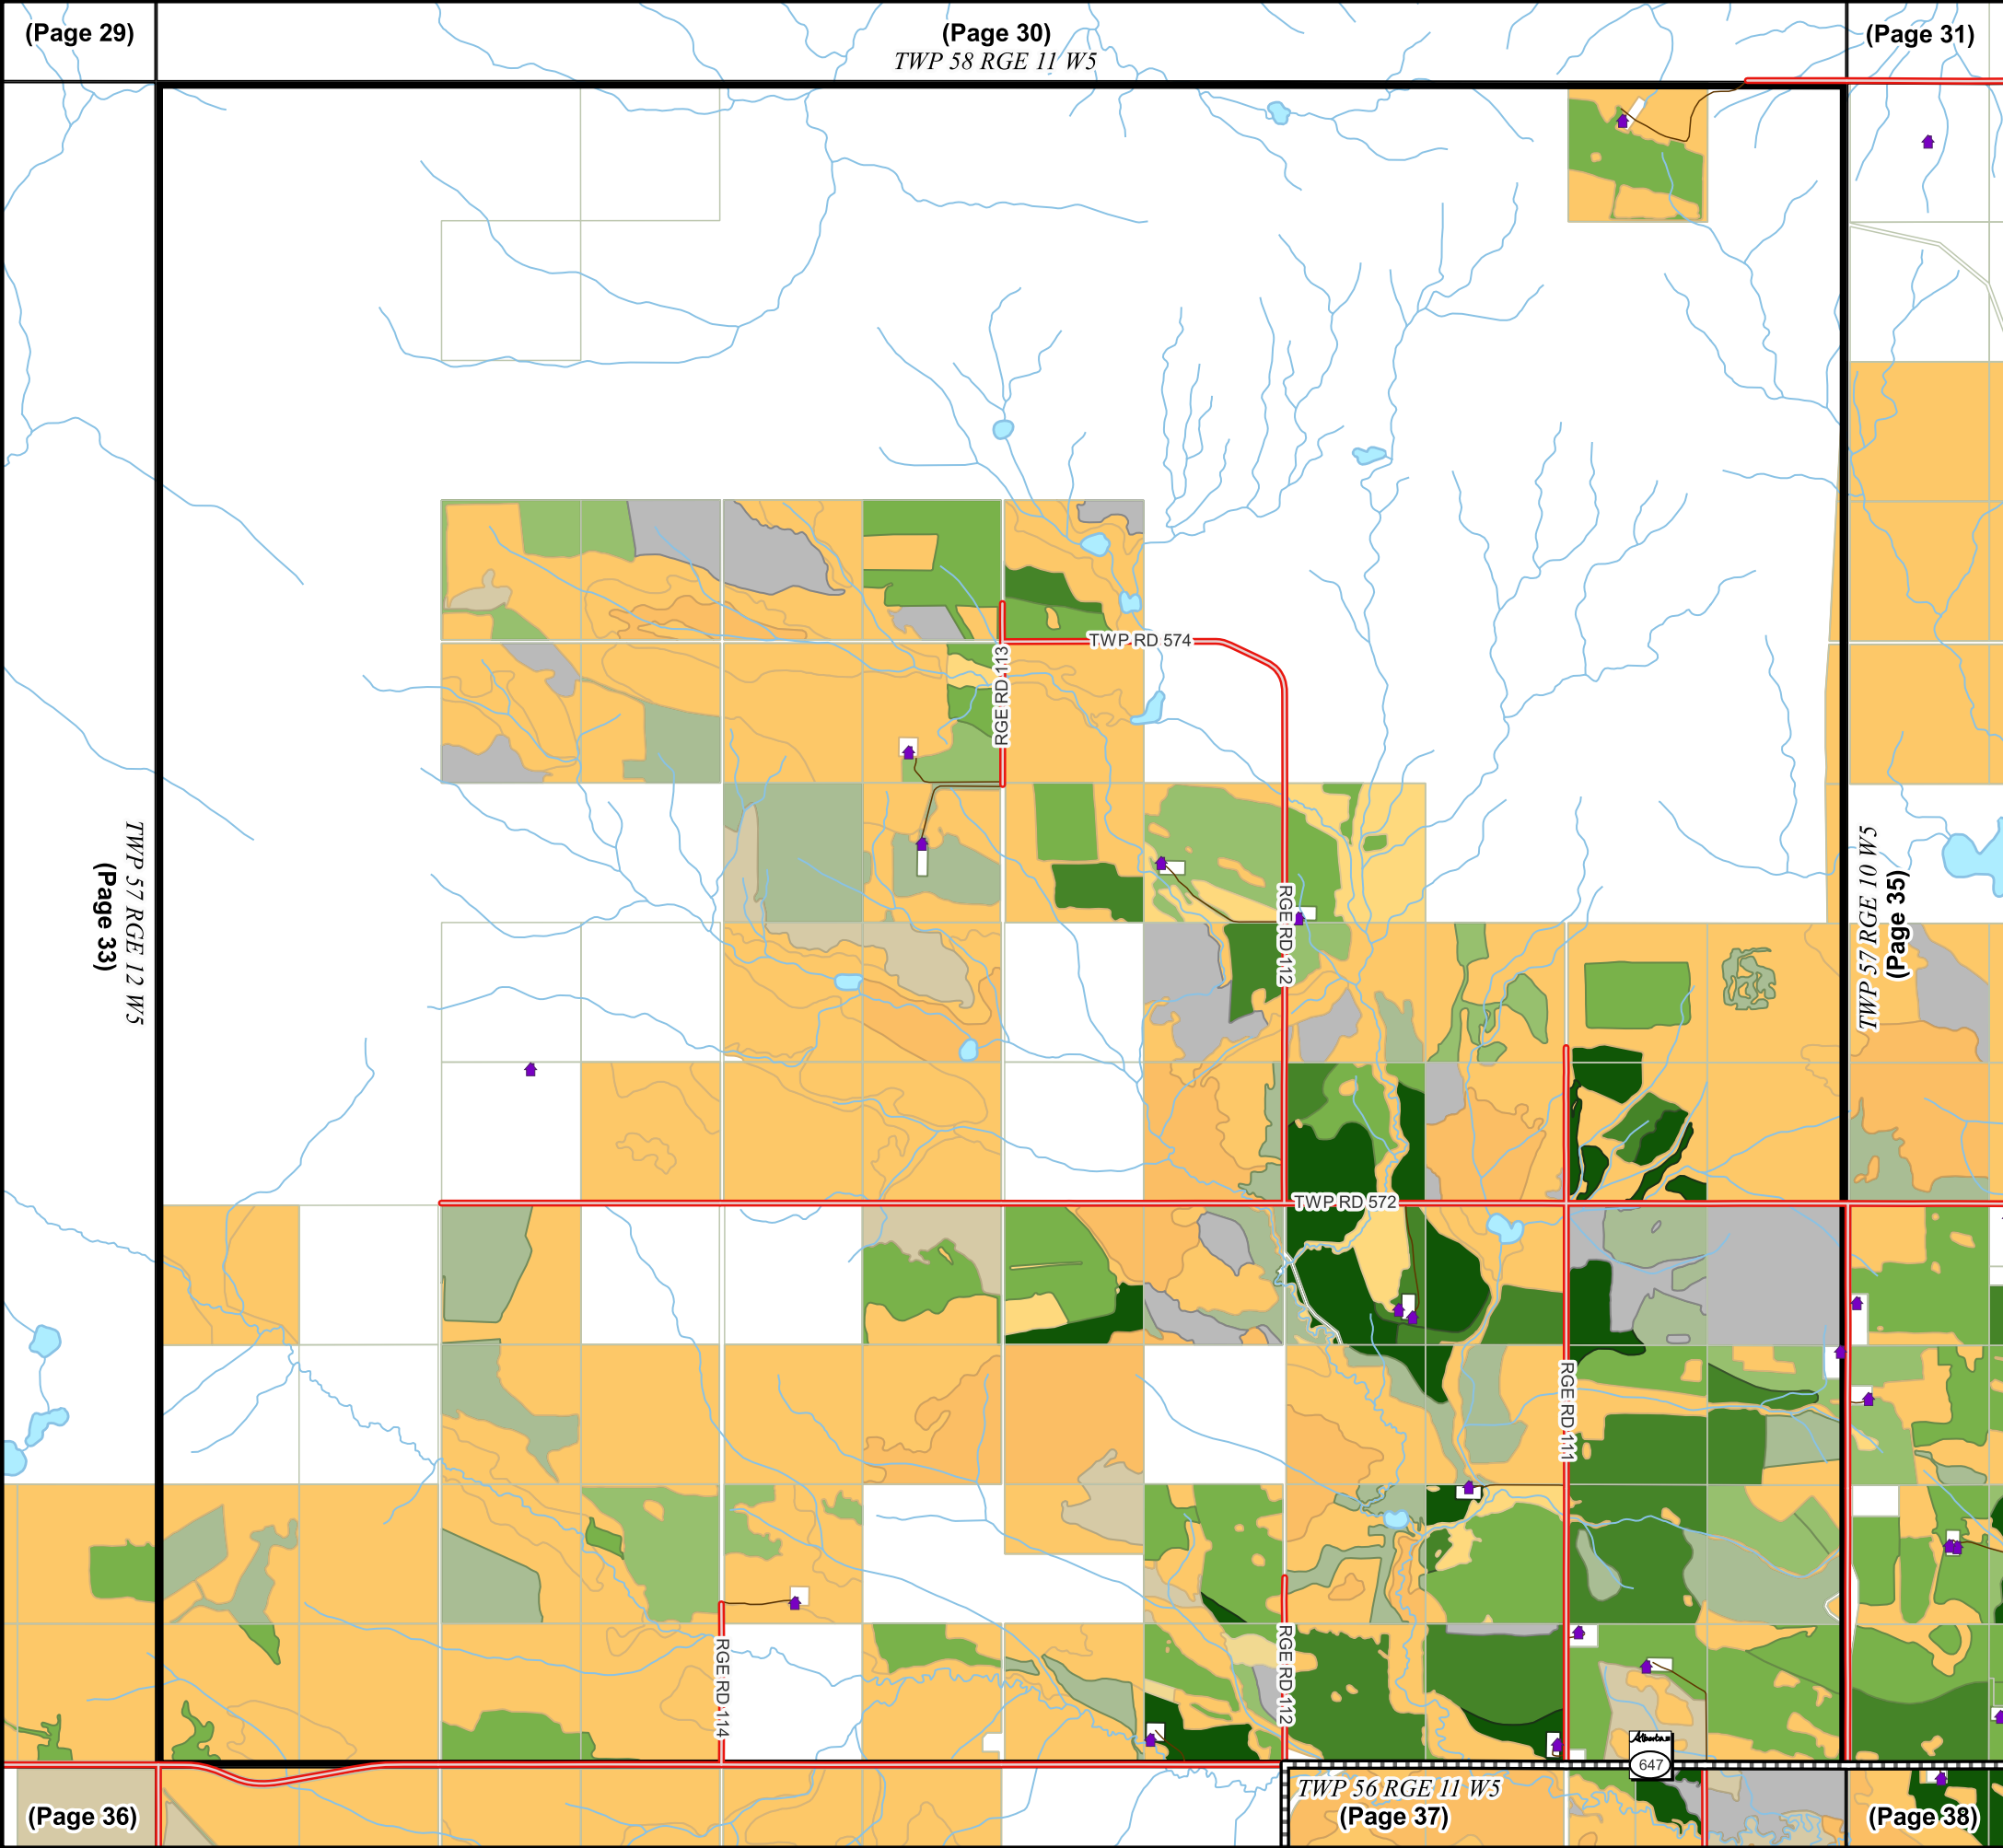 (Page 29)
(Page 30)
TWP 58 RGE 11 W5
(Page 31)
TWP RD 574
RGE RD 113
TWP 57 RGE 12 W5
(Page 33)
RGE RD 112
TWP 57 RGE 10 W5
(Page 35)
TWP RD 572
RGE RD 111
RGE RD 114
RGE RD 112
Alberta
647
(Page 36)
TWP 56 RGE 11 W5
(Page 37)
(Page 38)